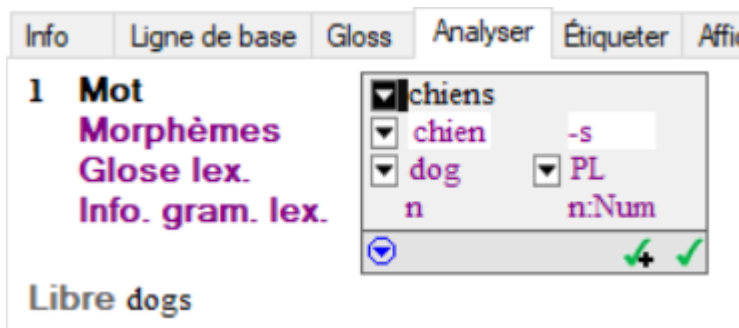 Info Ligne de base Gloss Analyser Étiqueter
1 Mot chiens
Morphèmes chien -s
Glose lex. dog PL
Info. gram. lex. n n:Num
Libre dogs